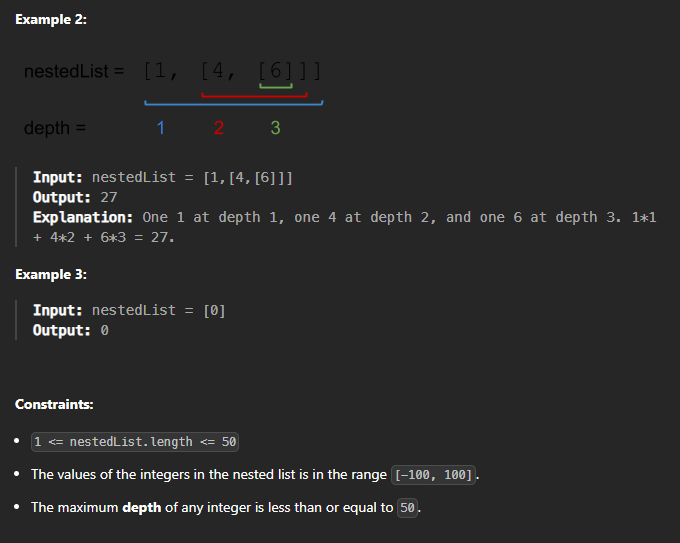 Example 2:
nestedList = [1, [4, [6]]]
depth = 1 2 3
Input: nestedList = [1,[4,[6]]]
Output: 27
Explanation: One 1 at depth 1, one 4 at depth 2, and one 6 at depth 3. 1*1
+ 4*2 + 6*3 = 27.
Example 3:
Input: nestedList = [0]
Output: 0
Constraints:
• 1 <= nestedList.length <= 50
• The values of the integers in the nested list is in the range [-100, 100].
• The maximum depth of any integer is less than or equal to 50.